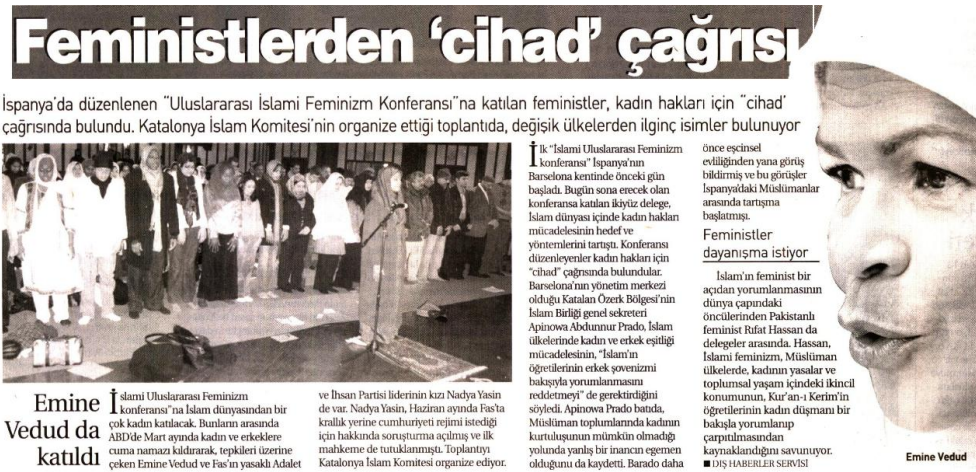 Feministlerden ‘cihad’ çağrısı
İspanya’da düzenlenen “Uluslararası İslami Feminizm Konferansı”na katılan feministler, kadın hakları için “cihad”
çağrısında bulundu. Katalonya İslam Komitesi’nin organize ettiği toplantıda, değişik ülkelerden ilginç isimler bulunuyor
Emine
Vedud da
katıldı
İslami Uluslararası Feminizm
konferansı”na İslam dünyasından bir
çok kadın katılacak. Bunların arasında
ABD’de Mart ayında kadın ve erkeklere
cuma namazı kıldırarak, tepkileri üzerine
çeken Emine Vedud ve Fas’ın yasaklı Adalet
ve İhsan Partisi liderinin kızı Nadya Yasin
de var. Nadya Yasin, Haziran ayında Fas’ta
krallık yerine cumhuriyeti rejimi istediği
için hakkında soruşturma açılmış ve ilk
mahkeme de tutuklanmıştı. Toplantıyı
Katalonya İslam Komitesi organize ediyor.
İlk “İslami Uluslararası Feminizm
konferansı” İspanya’nın
Barselona kentinde önceki gün
başladı. Bugün sona erecek olan
konferansa katılan ikiyüz delege,
İslam dünyası içinde kadın hakları
mücadelesinin hedef ve
yöntemlerini tartıştı. Konferansı
düzenleyenler kadın hakları için
“cihad” çağrısında bulundular.
Barselona’nın yönetim merkezi
olduğu Katalan Özerk Bölgesi’nin
İslam Birliği genel sekreteri
Apinowa Abdunnur Prado, İslam
ülkelerinde kadın ve erkek eşitliği
mücadelesinin, “İslam’ın
öğretilerinin erkek şovenizmi
bakışıyla yorumlanmasını
reddetmeyi” de gerektirdiğini
söyledi. Apinowa Prado batıda,
Müslüman toplumlarında kadının
kurtuluşunun mümkün olmadığı
yolunda yanlış bir inancın egemen
olduğunu da kaydetti. Barado daha
önce eşcinsel
evliliğinden yana görüş
bildirmiş ve bu görüşler
İspanya’daki Müslümanlar
arasında tartışma
başlatmışı.
Feministler
dayanışma istiyor
İslam’ın feminist bir
açıdan yorumlanmasının
dünya çapındaki
öncülerinden Pakistanlı
feminist Rıfat Hassan da
delegeler arasında. Hassan,
İslami feminizm, Müslüman
ülkelerde, kadının yasalar ve
toplumsal yaşam içindeki ikincil
konumunun, Kur’an-ı Kerim’in
öğretilerinin kadın düşmanı bir
bakışla yorumlanıp
çarpıtılmasından
kaynaklandığını savunuyor.
■ DIŞ HABERLER SERVİSİ
Emine Vedud